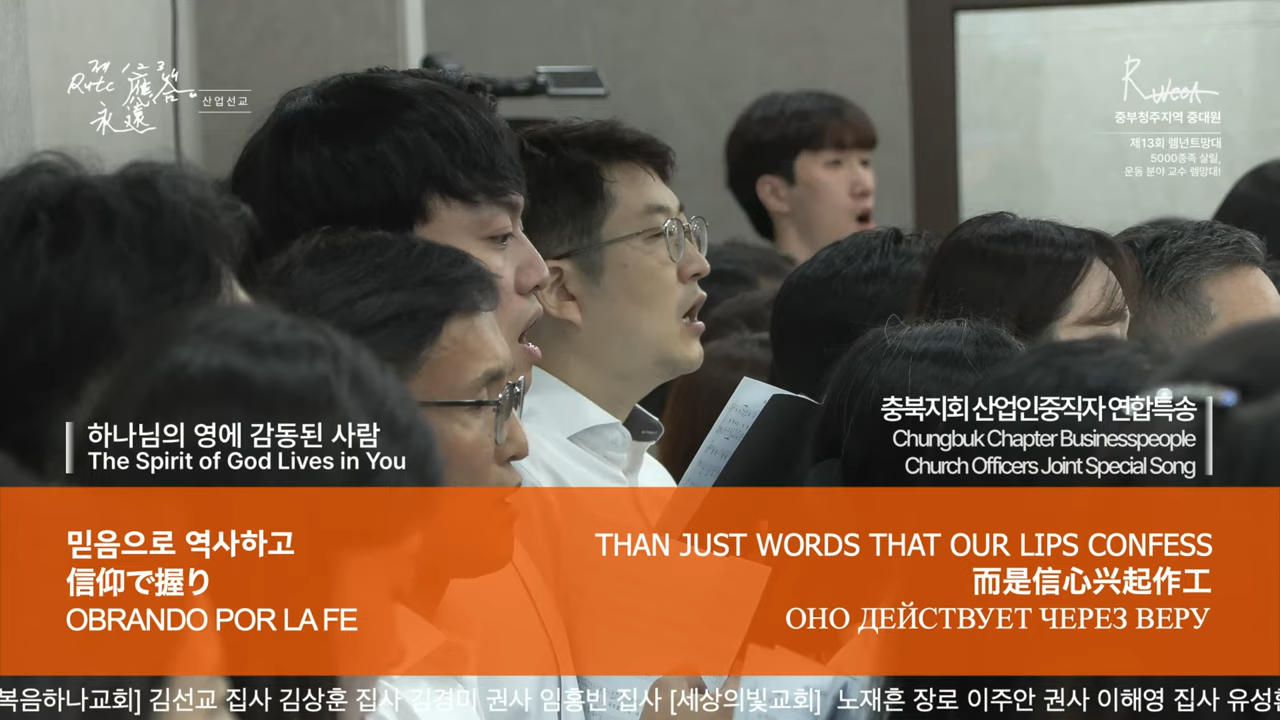 Rutc
應答
永遠
산업선교
R WeeK
중부청주지역 중대원
제13회 렘넌트망대
5000종족 살릴,
운동 분야 교수 렘망대!
하나님의 영에 감동된 사람
The Spirit of God Lives in You
충북지회 산업인중직자 연합특송
Chungbuk Chapter Businesspeople
Church Officers Joint Special Song
믿음으로 역사하고
信仰で握り
OBRANDO POR LA FE
THAN JUST WORDS THAT OUR LIPS CONFESS
而是信心兴起作工
ОНО ДЕЙСТВУЕТ ЧЕРЕЗ ВЕРУ
복음하나교회] 김선교 집사 김상훈 집사 김경미 권사 임홍빈 집사 [세상의빛교회] 노재흔 장로 이주안 권사 이해영 집사 유성